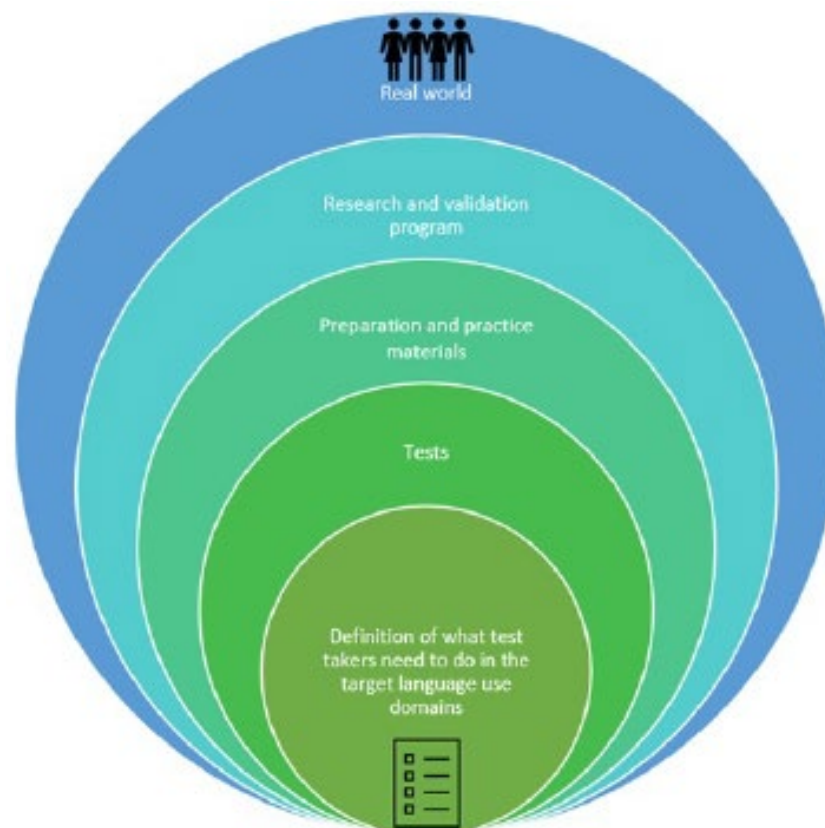 Real world
Research and validation
program
Preparation and practice
materials
Tests
Definition of what test
takers need to do in the
target language use
domains